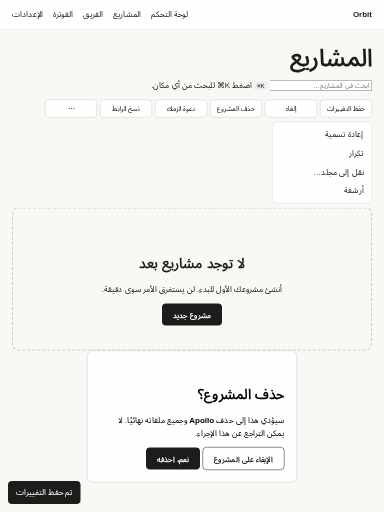 Orbit
لوحة التحكم
المشاريع
الفريق
الفوترة
الإعدادات
المشاريع
ابحث في المشاريع…
⌘K
اضغط ⌘K للبحث من أي مكان.
حفظ التغييرات
إلغاء
حذف المشروع
دعوة الزملاء
نسخ الرابط
⋯
إعادة تسمية
تكرار
نقل إلى مجلد…
أرشفة
لا توجد مشاريع بعد
أنشئ مشروعك الأول للبدء. لن يستغرق الأمر سوى دقيقة.
مشروع جديد
حذف المشروع؟
سيؤدي هذا إلى حذف Apollo وجميع ملفاته نهائيًا. لا
يمكن التراجع عن هذا الإجراء.
الإبقاء على المشروع
نعم، احذفه
تم حفظ التغييرات